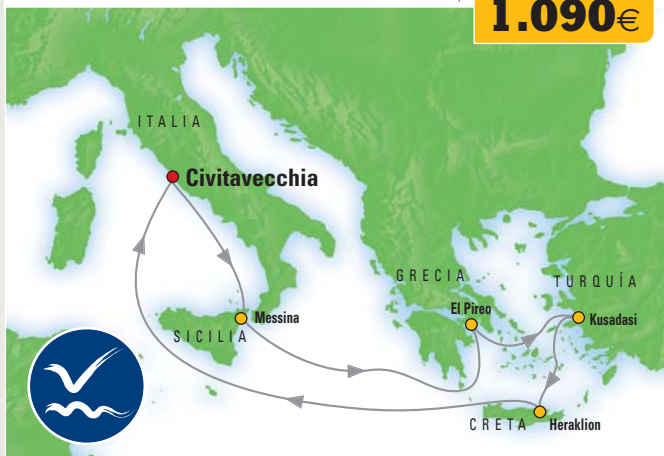 1.090€
ITALIA
Civitavecchia
GRECIA
TURQUÍA
El Pireo
Messina
Kusadasi
SICILIA
CRETA
Heraklion